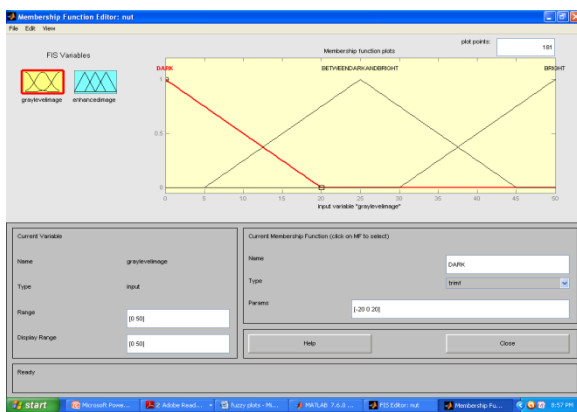 Membership Function Editor: nut
File Edit View
FIS Variables
graylevelimage
enhancedimage
Membership function plots
plot points:
181
DARK
BETWEENDARKANDBRIGHT
BRIGHT
1
0.5
0
0 5 10 15 20 25 30 35 40 45 50
input variable "graylevelimage"
Current Variable
Name graylevelimage
Type input
Range [0 50]
Display Range [0 50]
Current Membership Function (click on MF to select)
Name DARK
Type trimf
Params [-20 0 20]
Help
Close
Ready
start
Microsoft Powe...
2 Adobe Read...
fuzzy plots - Mi...
MATLAB 7.6.0 ...
FIS Editor: nut
Membership Fu...
8:57 PM